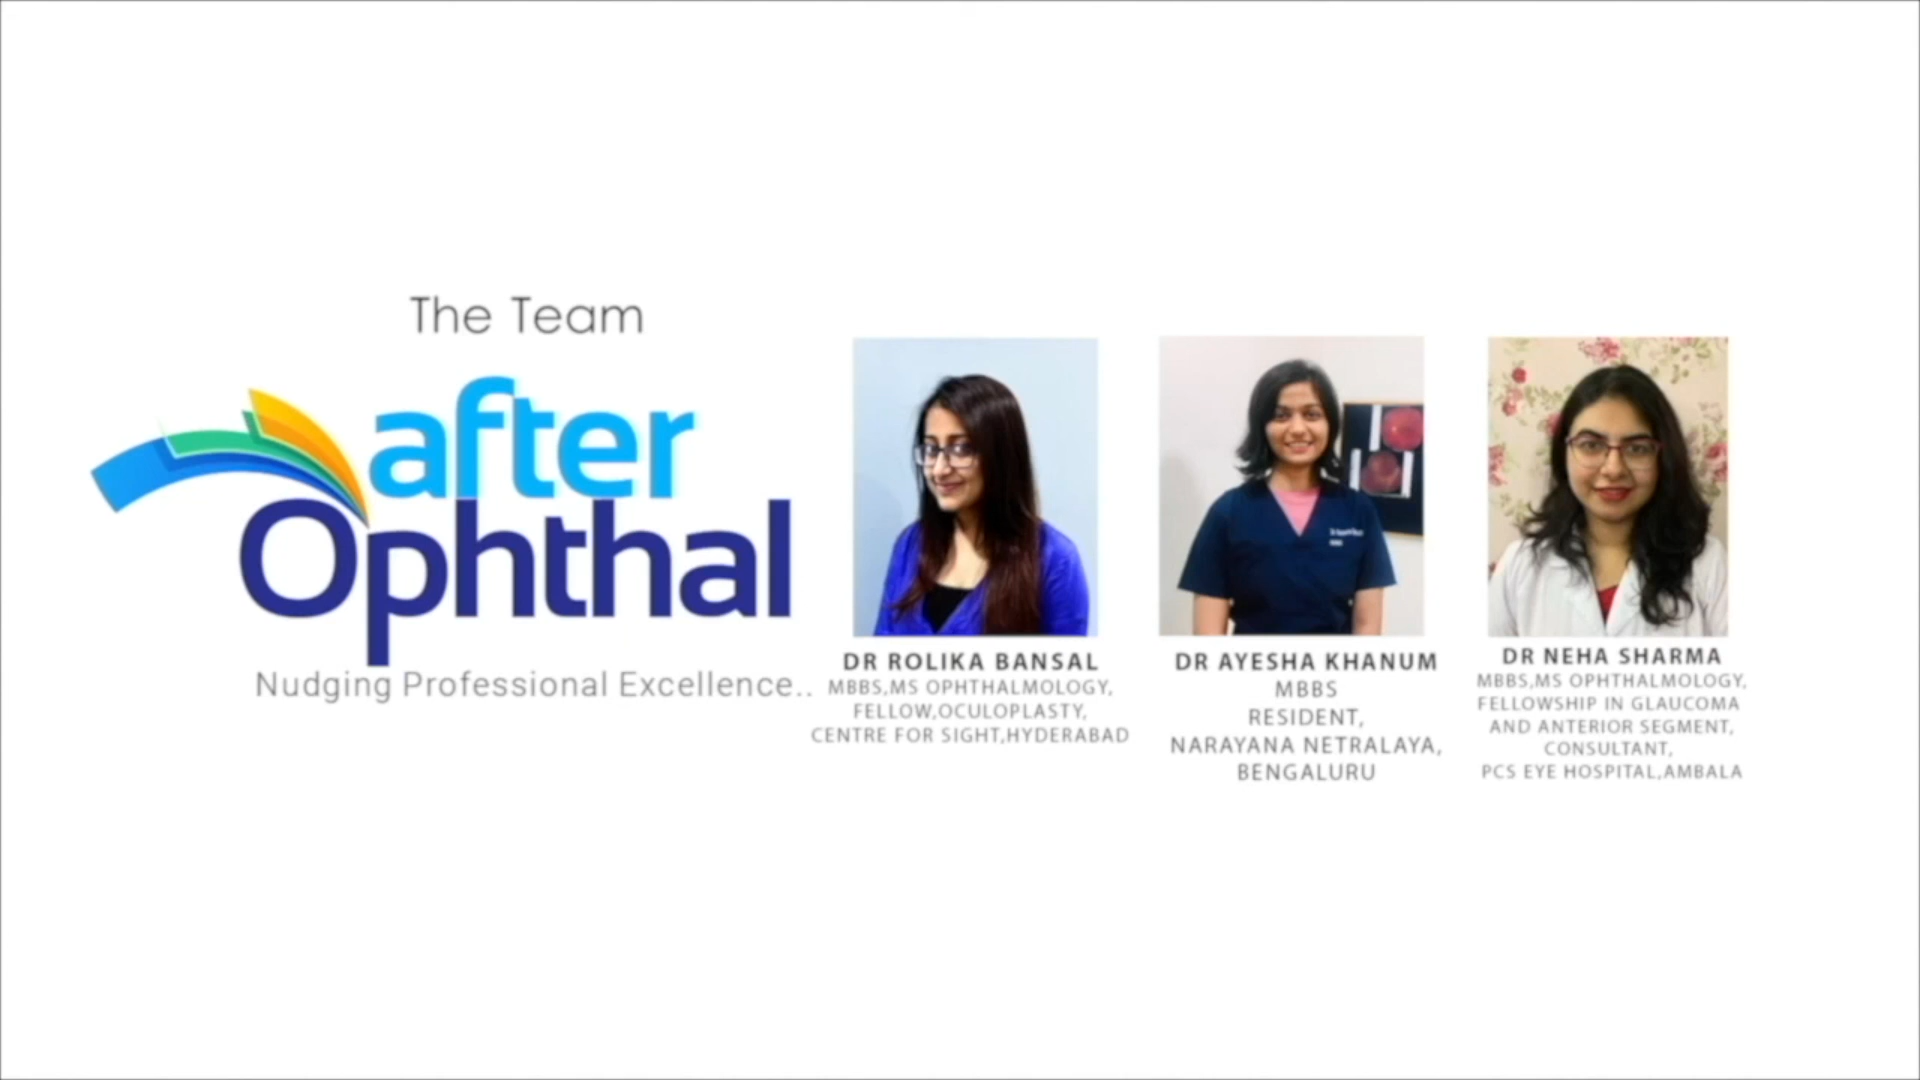 The Team
after
Ophthal
Nudging Professional Excellence..
DR ROLIKA BANSAL
MBBS,MS OPHTHALMOLOGY,
FELLOW,OCULOPLASTY,
CENTRE FOR SIGHT,HYDERABAD
DR AYESHA KHANUM
MBBS
RESIDENT,
NARAYANA NETRALAYA,
BENGALURU
DR NEHA SHARMA
MBBS,MS OPHTHALMOLOGY,
FELLOWSHIP IN GLAUCOMA
AND ANTERIOR SEGMENT,
CONSULTANT,
PCS EYE HOSPITAL,AMBALA